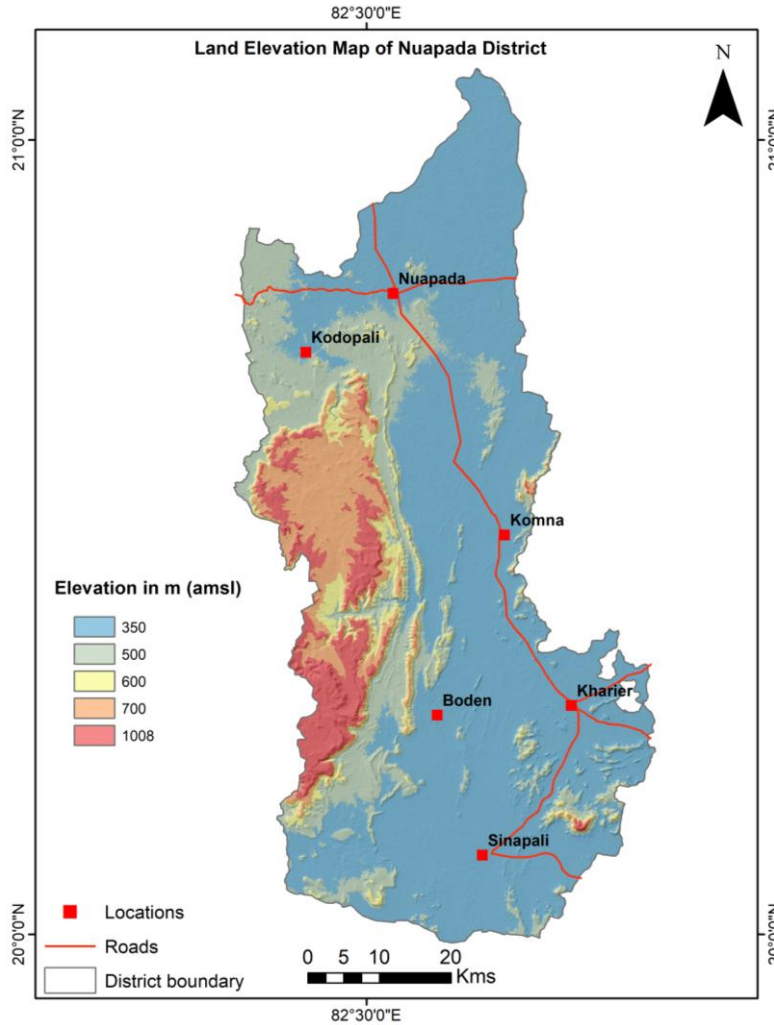 82°30'0"E
Land Elevation Map of Nuapada District
N
21°0'0"N
21°0'0"N
Nuapada
Kodopali
Komna
Elevation in m (amsl)
350
500
600
700
1008
Boden
Kharier
Sinapali
Locations
Roads
District boundary
0 5 10 20
Kms
20°0'0"N
20°0'0"N
82°30'0"E